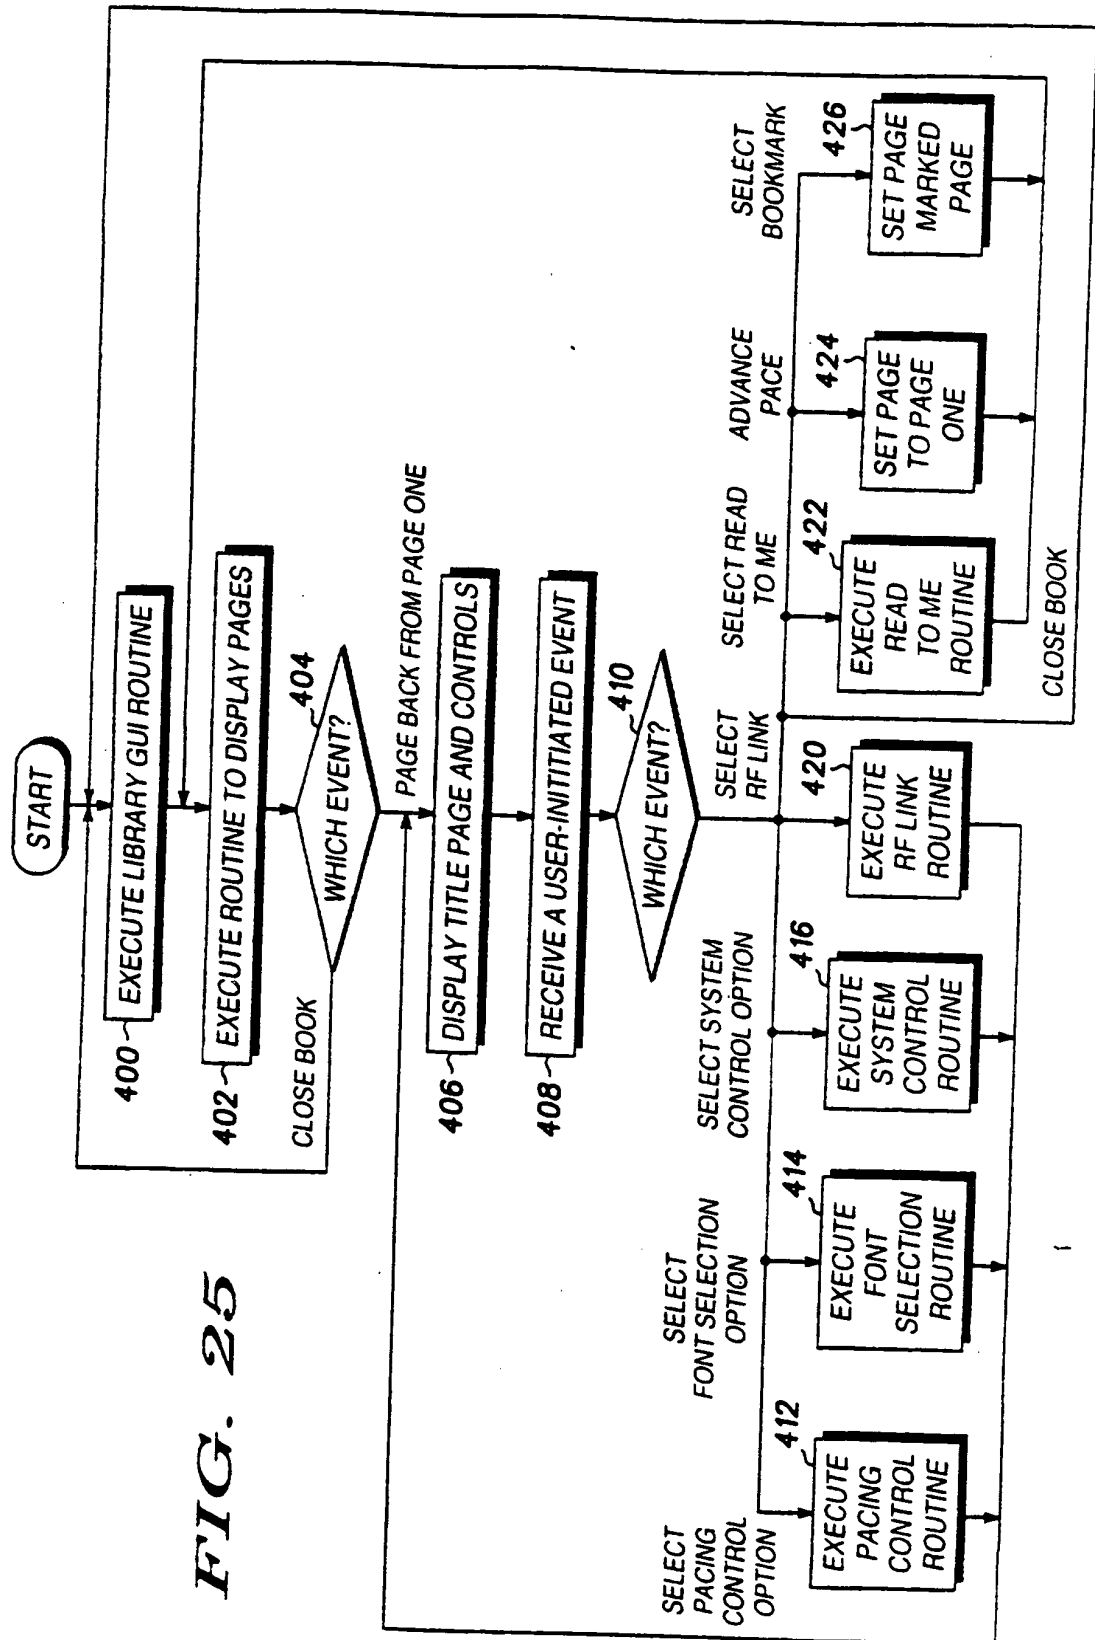 FIG. 25
START
400
EXECUTE LIBRARY GUI ROUTINE
402
EXECUTE ROUTINE TO DISPLAY PAGES
404
WHICH EVENT?
CLOSE BOOK
PAGE BACK FROM PAGE ONE
406
DISPLAY TITLE PAGE AND CONTROLS
408
RECEIVE A USER-INITITIATED EVENT
410
WHICH EVENT?
SELECT
PACING
CONTROL
OPTION
412
EXECUTE
PACING
CONTROL
ROUTINE
SELECT
FONT SELECTION
OPTION
414
EXECUTE
FONT
SELECTION
ROUTINE
SELECT SYSTEM
CONTROL OPTION
416
EXECUTE
SYSTEM
CONTROL
ROUTINE
SELECT
RF LINK
420
EXECUTE
RF LINK
ROUTINE
SELECT READ
TO ME
422
EXECUTE
READ
TO ME
ROUTINE
ADVANCE
PACE
424
SET PAGE
TO PAGE
ONE
SELECT
BOOKMARK
426
SET PAGE
MARKED
PAGE
CLOSE BOOK